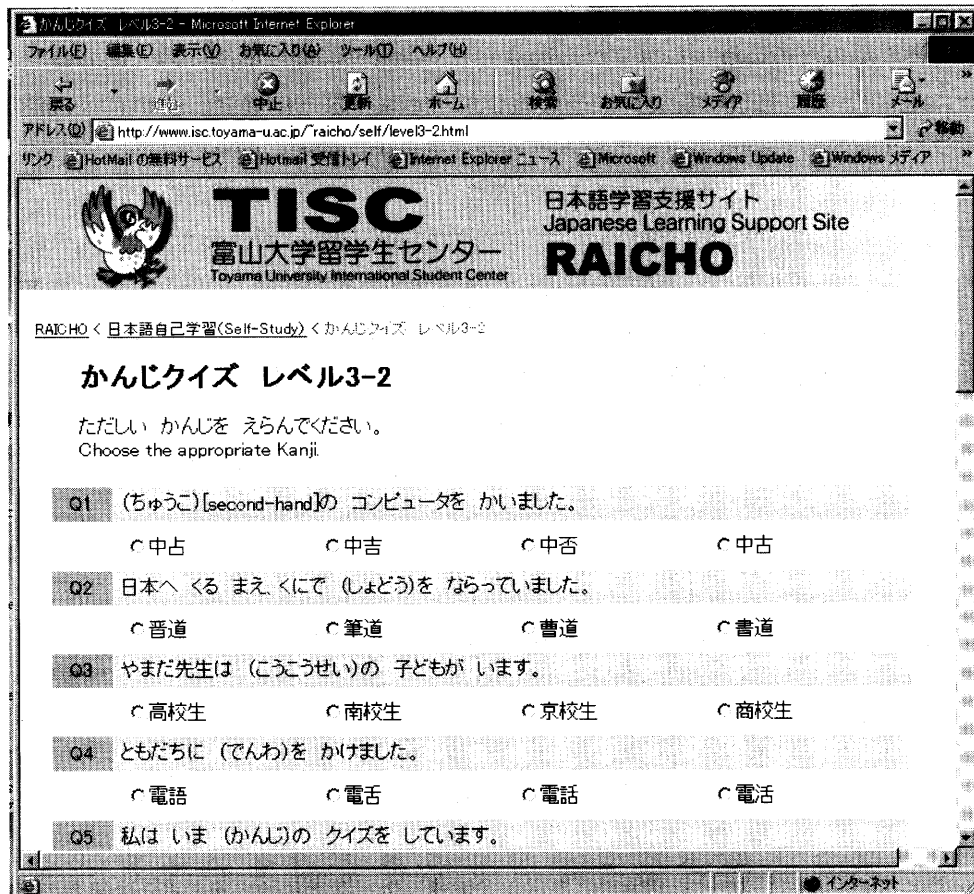 かんじクイズ レベル3-2 - Microsoft Internet Explorer
ファイル(F) 編集(E) 表示(V) お気に入り(A) ツール(T) ヘルプ(H)
戻る 進む 中止 更新 ホーム 検索 お気に入り メディア 履歴 メール
アドレス(D) http://www.isc.toyama-u.ac.jp/~raicho/self/level3-2.html 移動
リンク HotMail の無料サービス Hotmail 受信トレイ Internet Explorer ニュース Microsoft Windows Update Windows メディア
TISC
富山大学留学生センター
Toyama University International Student Center
日本語学習支援サイト
Japanese Learning Support Site
RAICHO
RAICHO < 日本語自己学習(Self-Study) < かんじクイズ レベル3-2
かんじクイズ レベル3-2
ただしい かんじを えらんでください。
Choose the appropriate Kanji.
Q1 (ちゅうこ)[second-hand]の コンピュータを かいました。
中占 中吉 中否 中古
Q2 日本へ くる まえ くにで (しょどう)を ならっていました。
晋道 筆道 曹道 書道
Q3 やまだ先生は (こうこうせい)の 子どもが います。
高校生 南校生 京校生 商校生
Q4 ともだちに (でんわ)を かけました。
電語 電舌 電話 電活
Q5 私は いま (かんじ)の クイズを しています。
インターネット